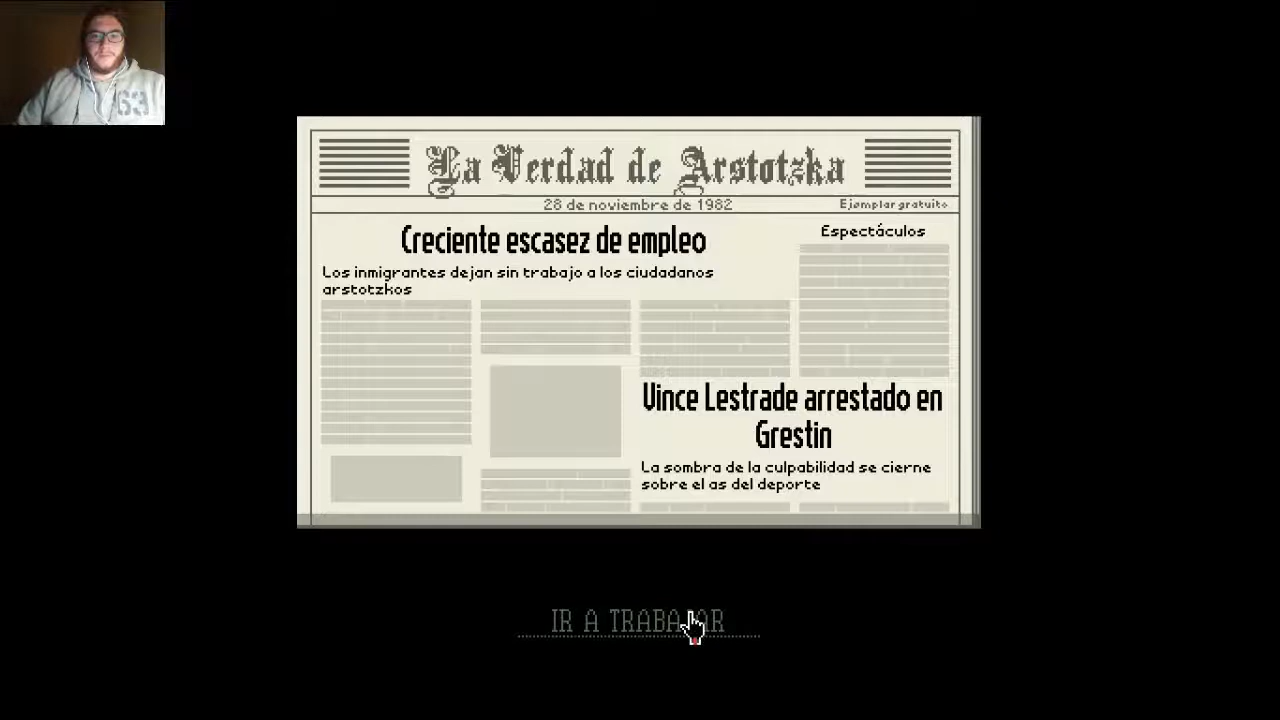 La Verdad de Arstotzka
28 de noviembre de 1982
Ejemplar gratuito
Creciente escasez de empleo
Los inmigrantes dejan sin trabajo a los ciudadanos
arstotzkos
Espectáculos
Vince Lestrade arrestado en
Grestin
La sombra de la culpabilidad se cierne
sobre el as del deporte
IR A TRABAJAR
63